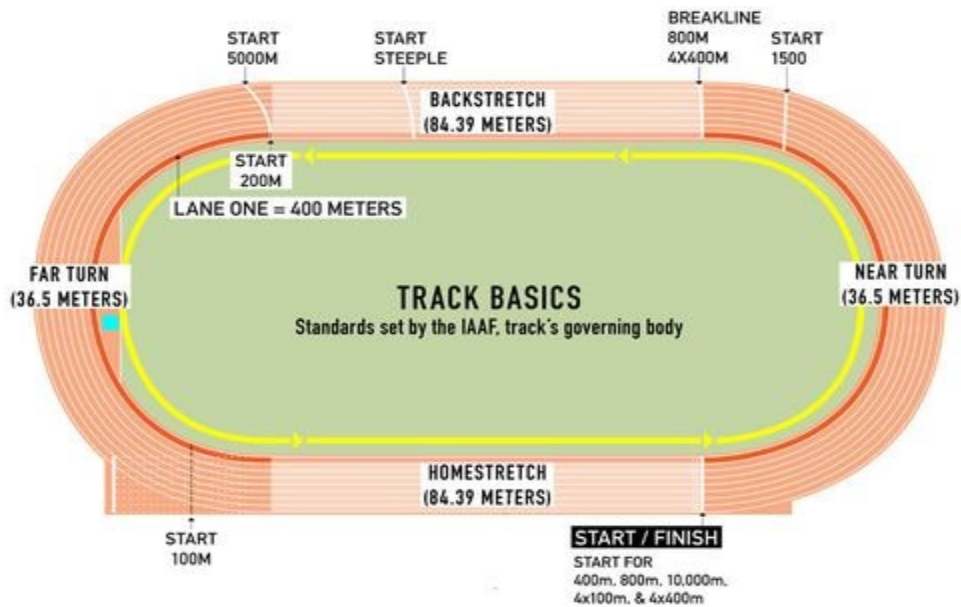 START
5000M
START
STEEPLE
BREAKLINE
800M
4X400M
START
1500
BACKSTRETCH
(84.39 METERS)
START
200M
LANE ONE = 400 METERS
FAR TURN
(36.5 METERS)
NEAR TURN
(36.5 METERS)
TRACK BASICS
Standards set by the IAAF, track's governing body
HOMESTRETCH
(84.39 METERS)
START
100M
START / FINISH
START FOR
400m, 800m, 10,000m,
4x100m, & 4x400m